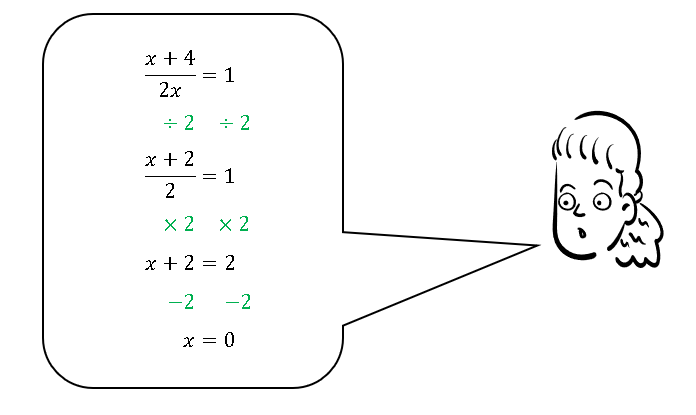 x + 4
2x
= 1
÷ 2 ÷ 2
x + 2
2
= 1
× 2 × 2
x + 2 = 2
−2 −2
x = 0